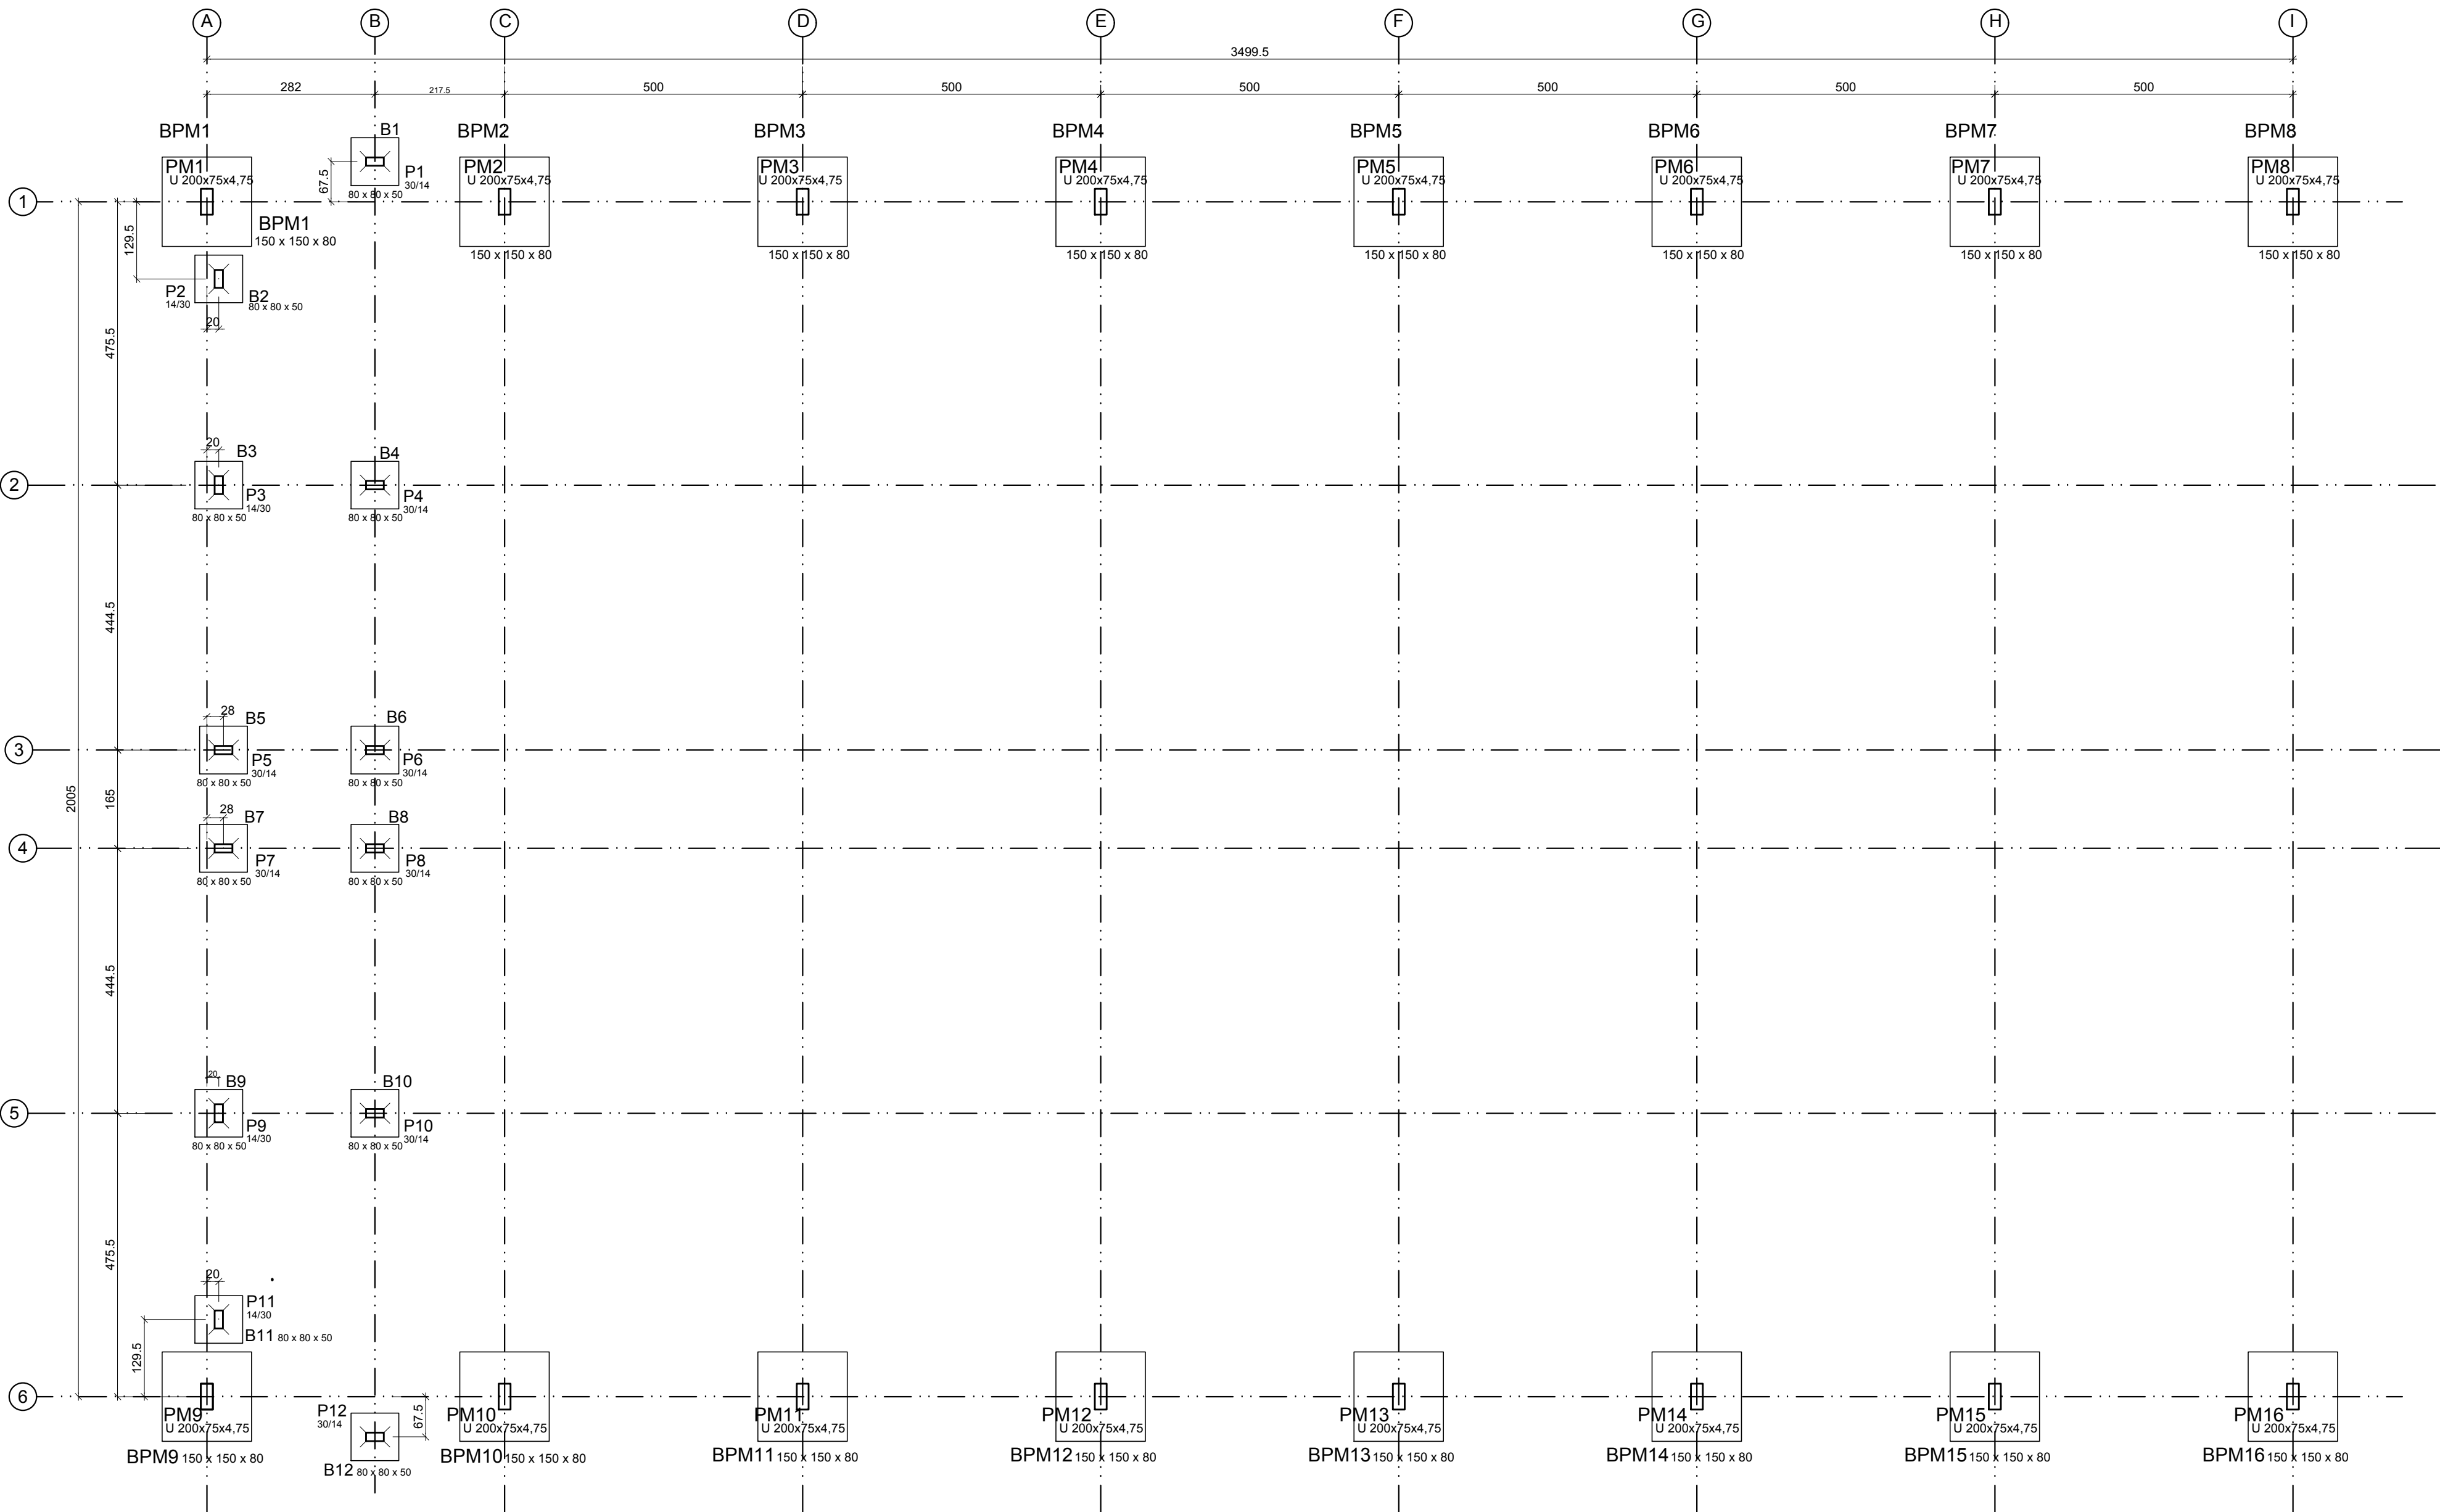 A B C D E F G H I
3499.5
282 217.5 500 500 500 500 500 500
BPM1 B1 BPM2 BPM3 BPM4 BPM5 BPM6 BPM7 BPM8
PM1 P1 PM2 PM3 PM4 PM5 PM6 PM7 PM8
U 200x75x4,75 30/14 U 200x75x4,75 U 200x75x4,75 U 200x75x4,75 U 200x75x4,75 U 200x75x4,75 U 200x75x4,75 U 200x75x4,75
67.5 80 x 80 x 50
1
BPM1
150 x 150 x 80
129.5
150 x 150 x 80 150 x 150 x 80 150 x 150 x 80 150 x 150 x 80 150 x 150 x 80 150 x 150 x 80 150 x 150 x 80
P2 B2
14/30 80 x 80 x 50
20
475.5
20 B3 B4
2
P3 P4
14/30 30/14
80 x 80 x 50 80 x 80 x 50
444.5
28 B5 B6
3
P5 P6
30/14 30/14
80 x 80 x 50 80 x 80 x 50
2005 165
28 B7 B8
4
P7 P8
30/14 30/14
80 x 80 x 50 80 x 80 x 50
444.5
20 B9 B10
5
P9 P10
14/30 30/14
80 x 80 x 50 80 x 80 x 50
475.5
20
P11
14/30
B11 80 x 80 x 50
129.5
6
P12 67.5
30/14
PM9 PM10 PM11 PM12 PM13 PM14 PM15 PM16
U 200x75x4,75 U 200x75x4,75 U 200x75x4,75 U 200x75x4,75 U 200x75x4,75 U 200x75x4,75 U 200x75x4,75 U 200x75x4,75
BPM9 150 x 150 x 80 BPM10 150 x 150 x 80 BPM11 150 x 150 x 80 BPM12 150 x 150 x 80 BPM13 150 x 150 x 80 BPM14 150 x 150 x 80 BPM15 150 x 150 x 80 BPM16 150 x 150 x 80
B12 80 x 80 x 50